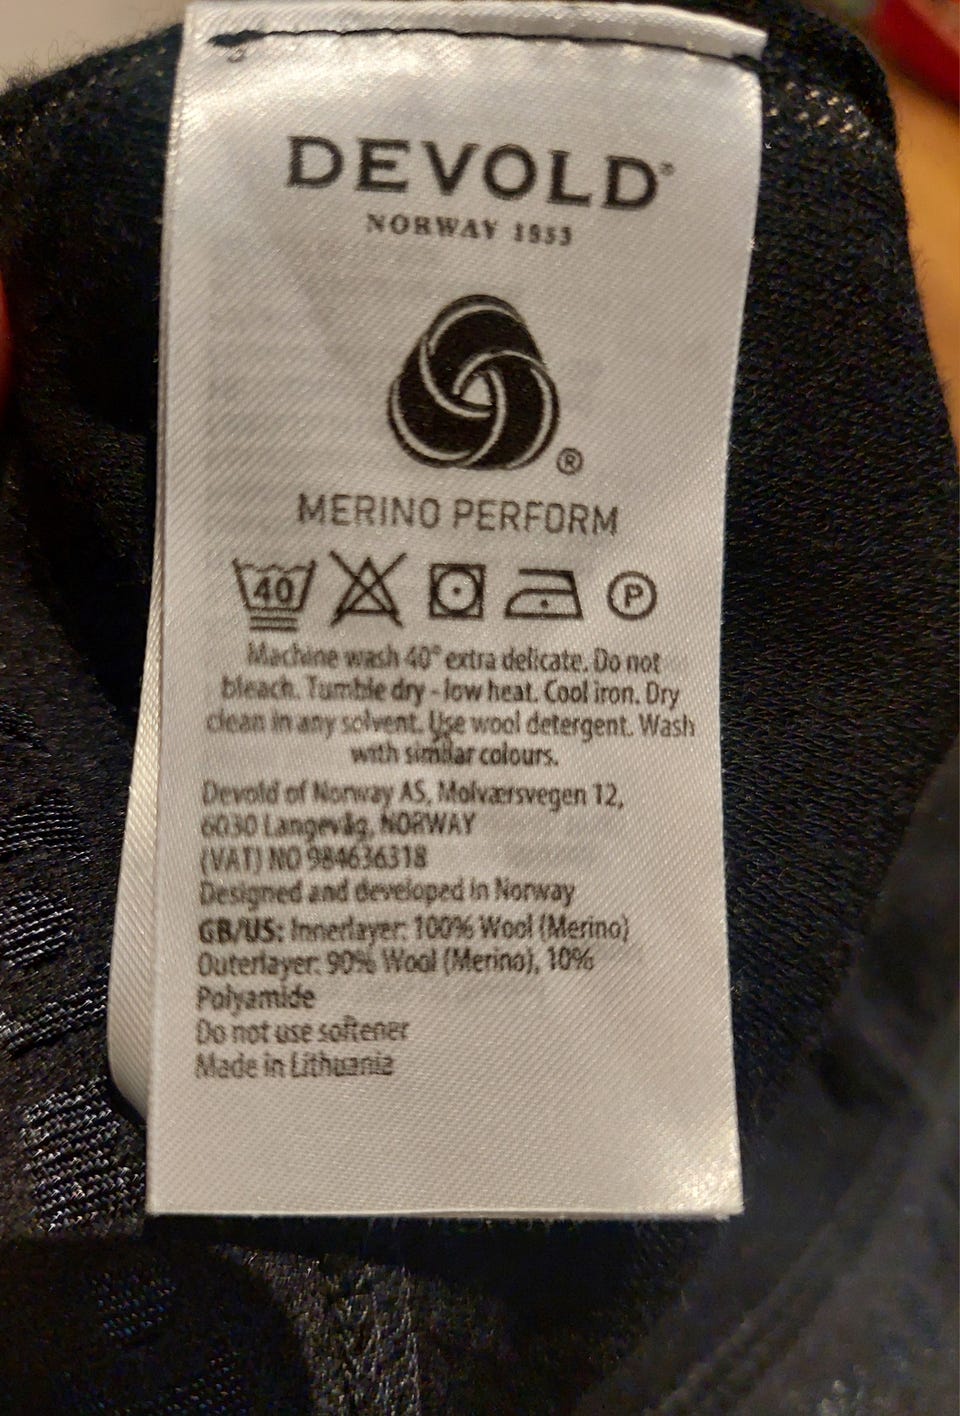 DEVOLD®
NORWAY 1853
®
MERINO PERFORM
40 P
Machine wash 40° extra delicate. Do not
bleach. Tumble dry - low heat. Cool iron. Dry
clean in any solvent. Use wool detergent. Wash
with similar colours.
Devold of Norway AS, Molværsvegen 12,
6030 Langevåg, NORWAY
(VAT) NO 984636318
Designed and developed in Norway
GB/US: Innerlayer: 100% Wool (Merino)
Outerlayer: 90% Wool (Merino), 10%
Polyamide
Do not use softener
Made in Lithuania